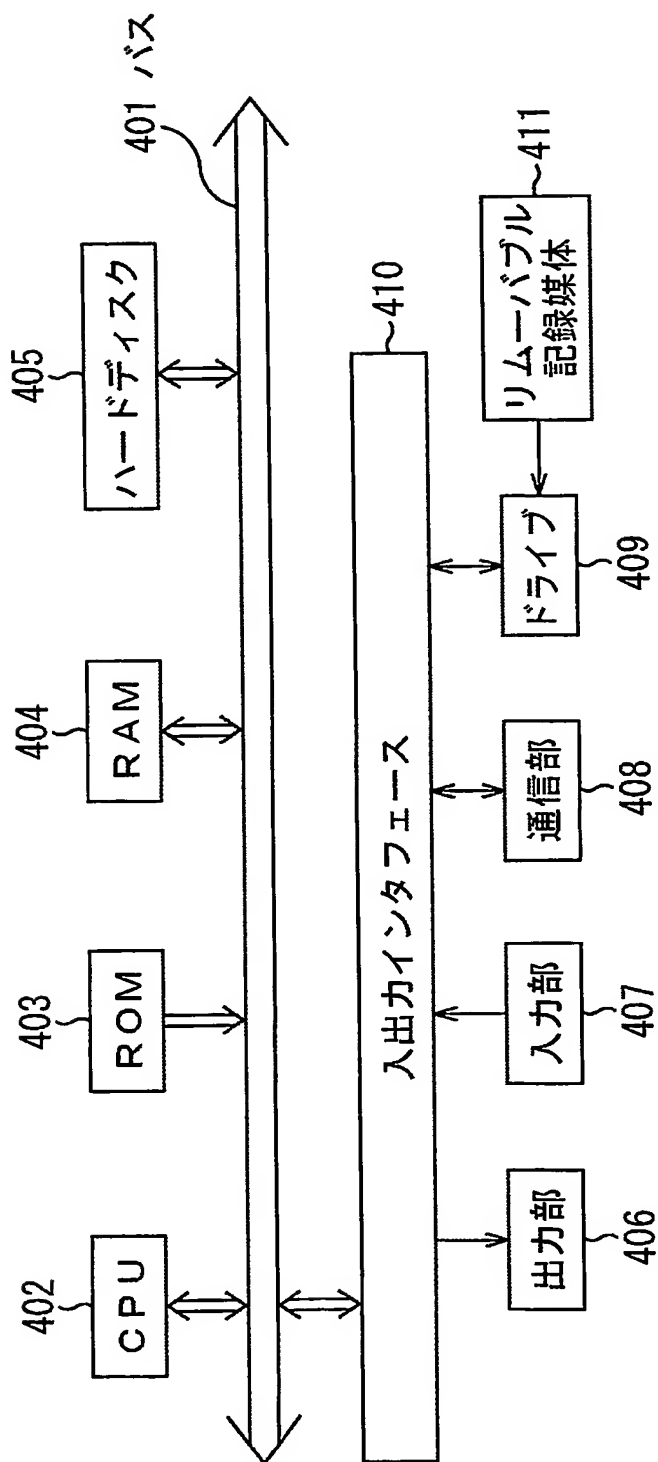 402
CPU
403
ROM
404
RAM
405
ハードディスク
401 バス
410
入出力インタフェース
出力部
406
入力部
407
通信部
408
ドライブ
409
リムーバブル
記録媒体
411